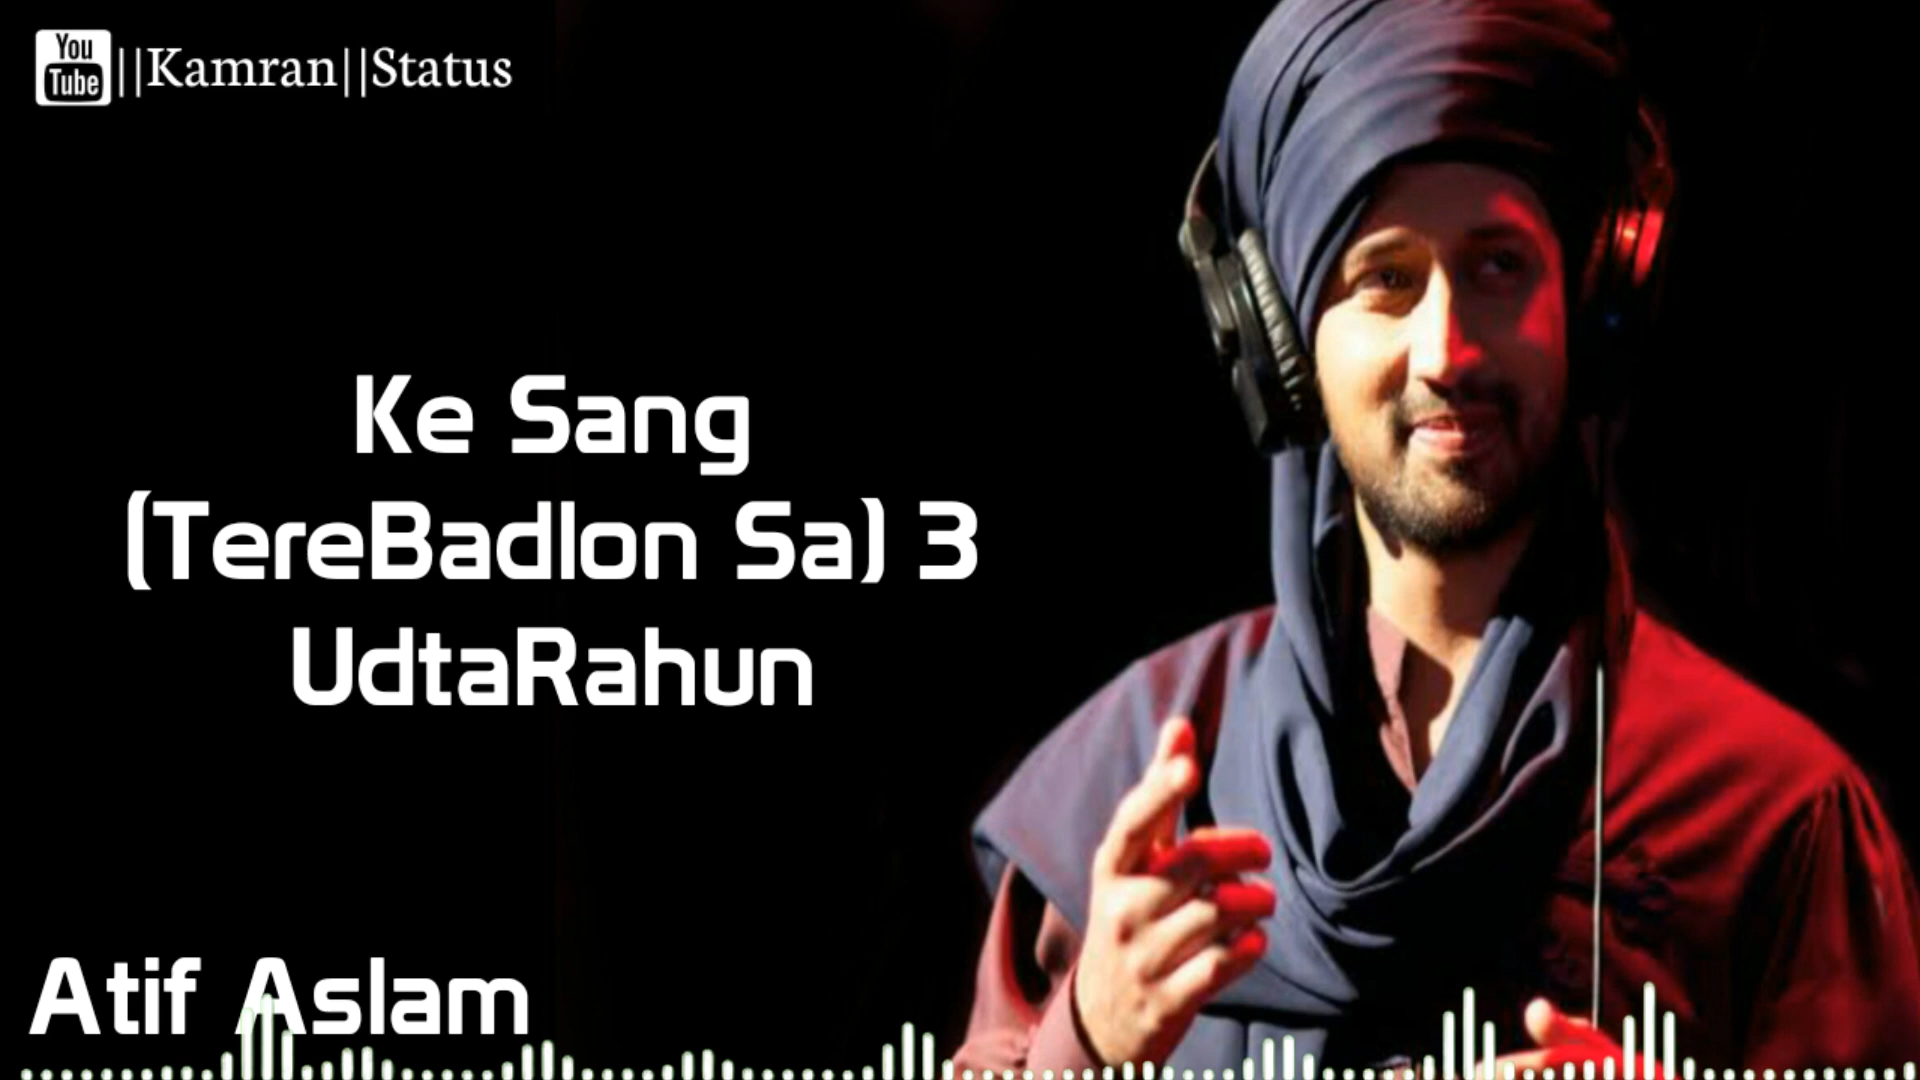 You
Tube ||Kamran||Status
Ke Sang
(TereBadlon Sa) 3
UdtaRahun
Atif Aslam